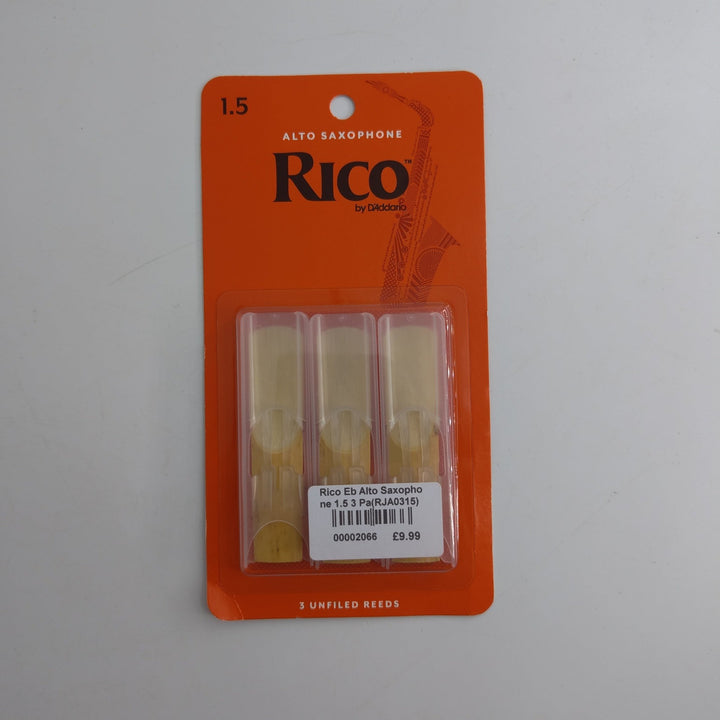 1.5
ALTO SAXOPHONE
RICO™
by D'Addario
Rico Eb Alto Saxopho
ne 1.5 3 Pa(RJA0315)
00002066 £9.99
3 UNFILED REEDS